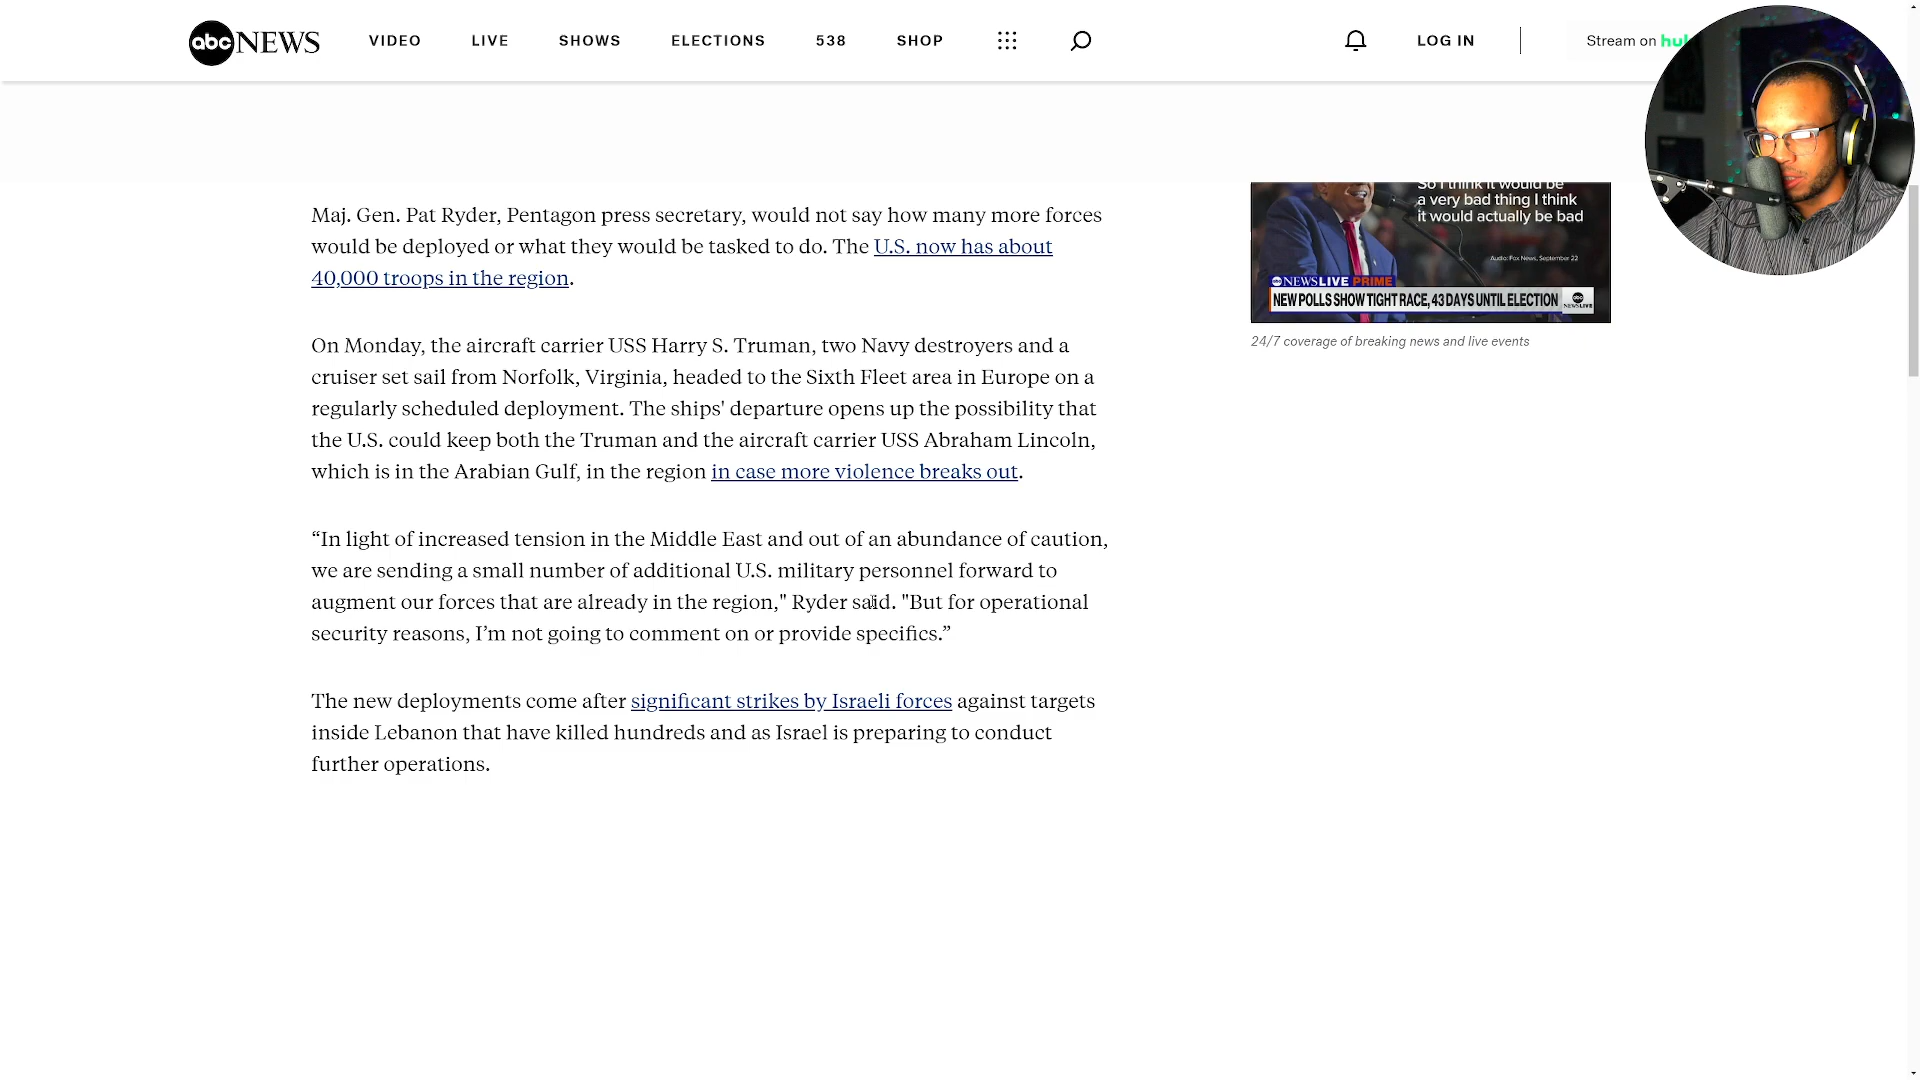 abc NEWS VIDEO LIVE SHOWS ELECTIONS 538 SHOP LOG IN Stream on
Maj. Gen. Pat Ryder, Pentagon press secretary, would not say how many more forces
would be deployed or what they would be tasked to do. The U.S. now has about
40,000 troops in the region.
On Monday, the aircraft carrier USS Harry S. Truman, two Navy destroyers and a
cruiser set sail from Norfolk, Virginia, headed to the Sixth Fleet area in Europe on a
regularly scheduled deployment. The ships' departure opens up the possibility that
the U.S. could keep both the Truman and the aircraft carrier USS Abraham Lincoln,
which is in the Arabian Gulf, in the region in case more violence breaks out.
“In light of increased tension in the Middle East and out of an abundance of caution,
we are sending a small number of additional U.S. military personnel forward to
augment our forces that are already in the region," Ryder said. "But for operational
security reasons, I’m not going to comment on or provide specifics.”
The new deployments come after significant strikes by Israeli forces against targets
inside Lebanon that have killed hundreds and as Israel is preparing to conduct
further operations.
So I think it would be
a very bad thing I think
it would actually be bad
Audio: Fox News, September 22
abc NEWSLIVE PRIME
NEW POLLS SHOW TIGHT RACE, 43 DAYS UNTIL ELECTION
abc
NEWSLIVE
24/7 coverage of breaking news and live events